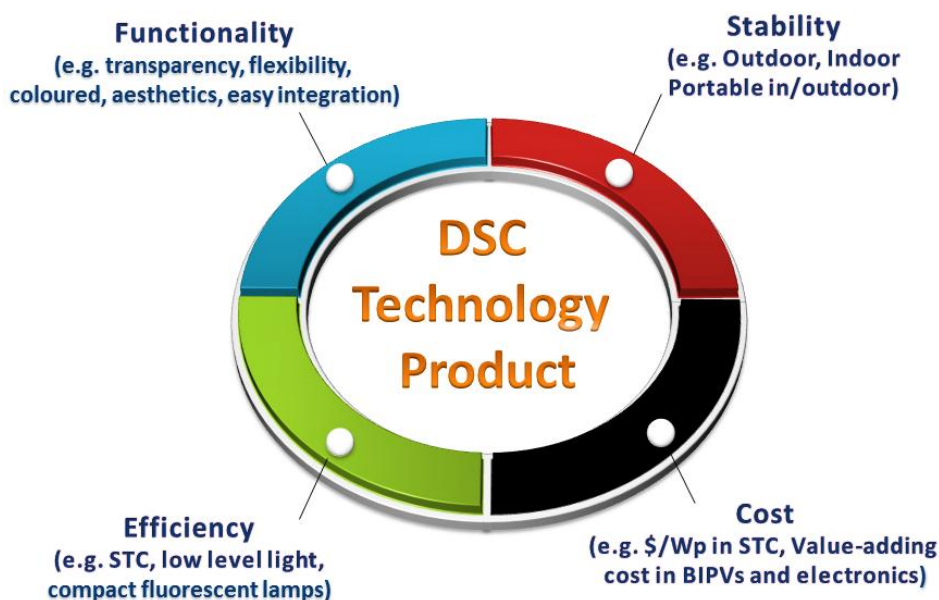 Functionality
(e.g. transparency, flexibility,
coloured, aesthetics, easy integration)
Stability
(e.g. Outdoor, Indoor
Portable in/outdoor)
DSC
Technology
Product
Efficiency
(e.g. STC, low level light,
compact fluorescent lamps)
Cost
(e.g. $/Wp in STC, Value-adding
cost in BIPVs and electronics)